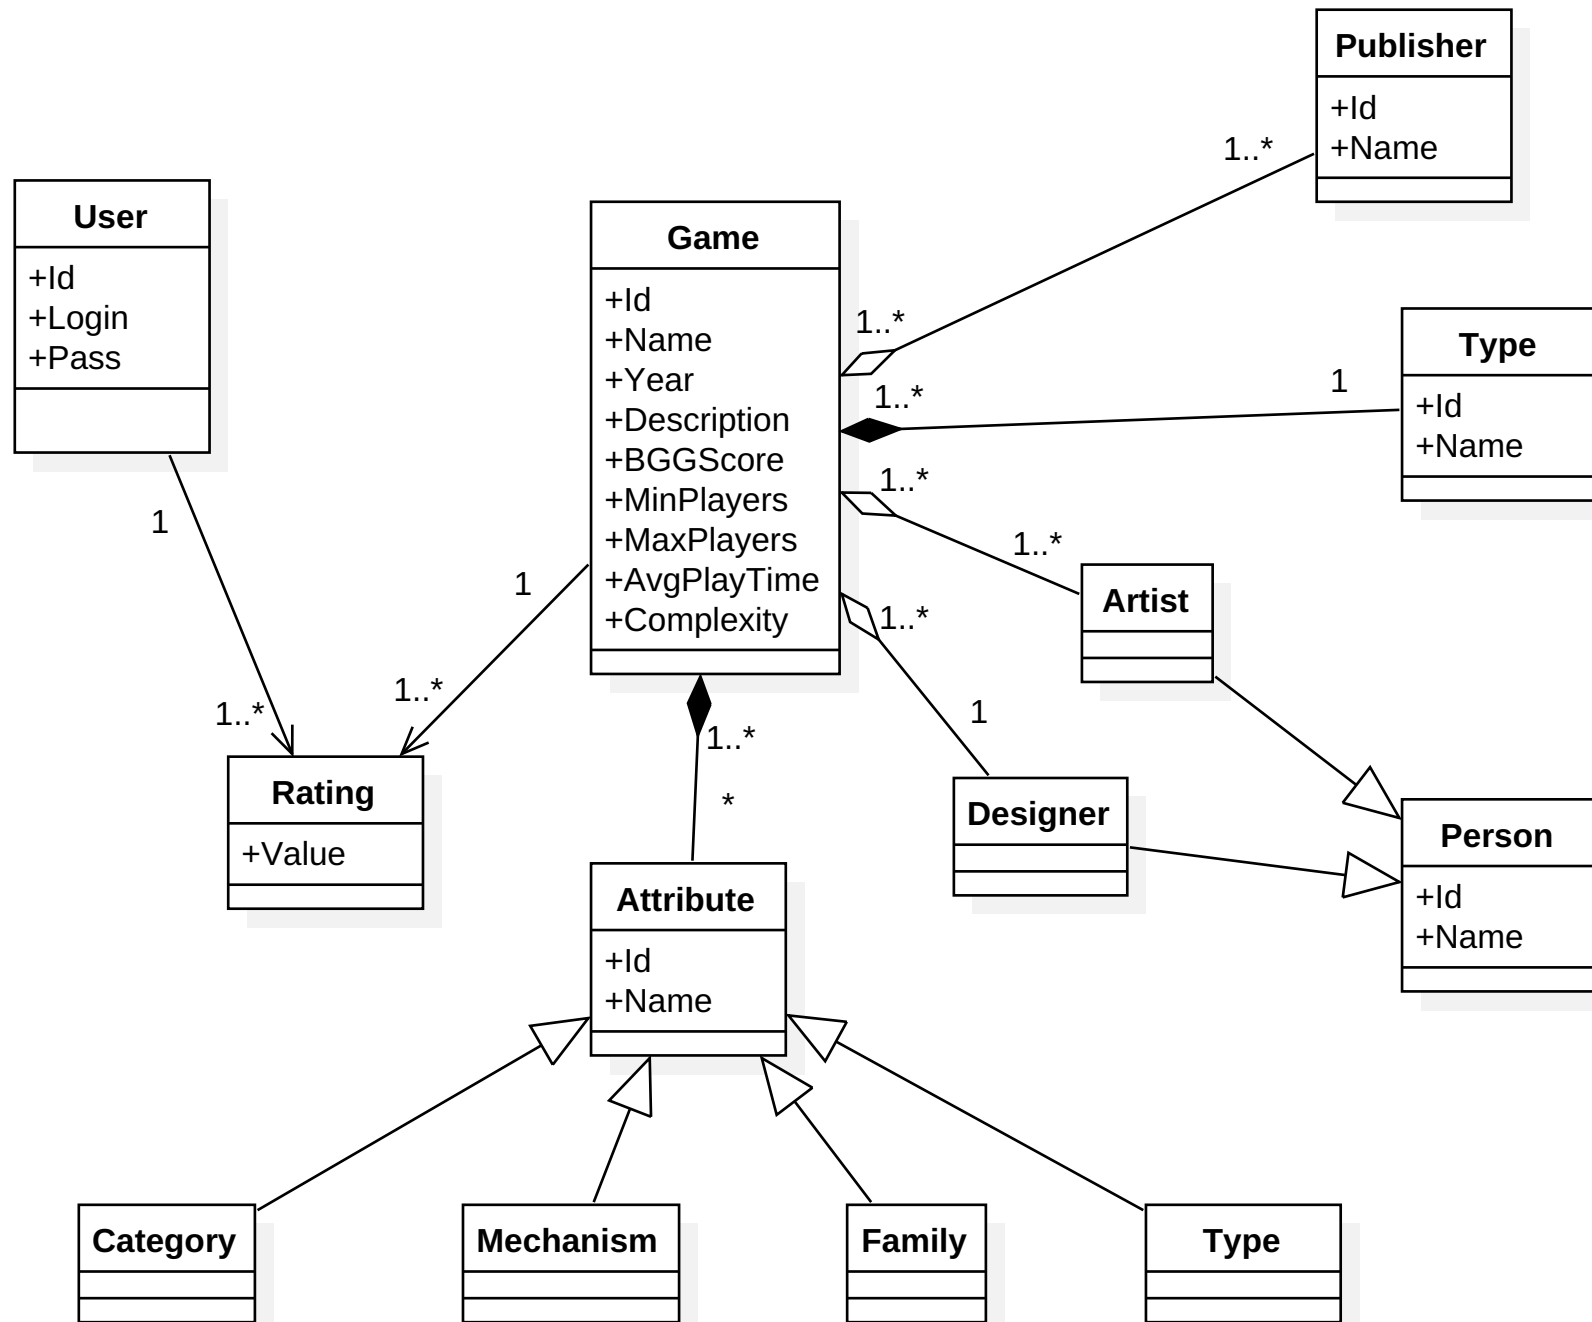 Publisher
+Id
+Name
1..*
User
+Id
+Login
+Pass
Game
+Id
+Name
+Year
+Description
+BGGScore
+MinPlayers
+MaxPlayers
+AvgPlayTime
+Complexity
1..*
1..*
1
Type
+Id
+Name
1..*
1..*
Artist
1..*
1
Designer
Person
+Id
+Name
1
1..*
1
1..*
Rating
+Value
1..*
*
Attribute
+Id
+Name
Category
Mechanism
Family
Type